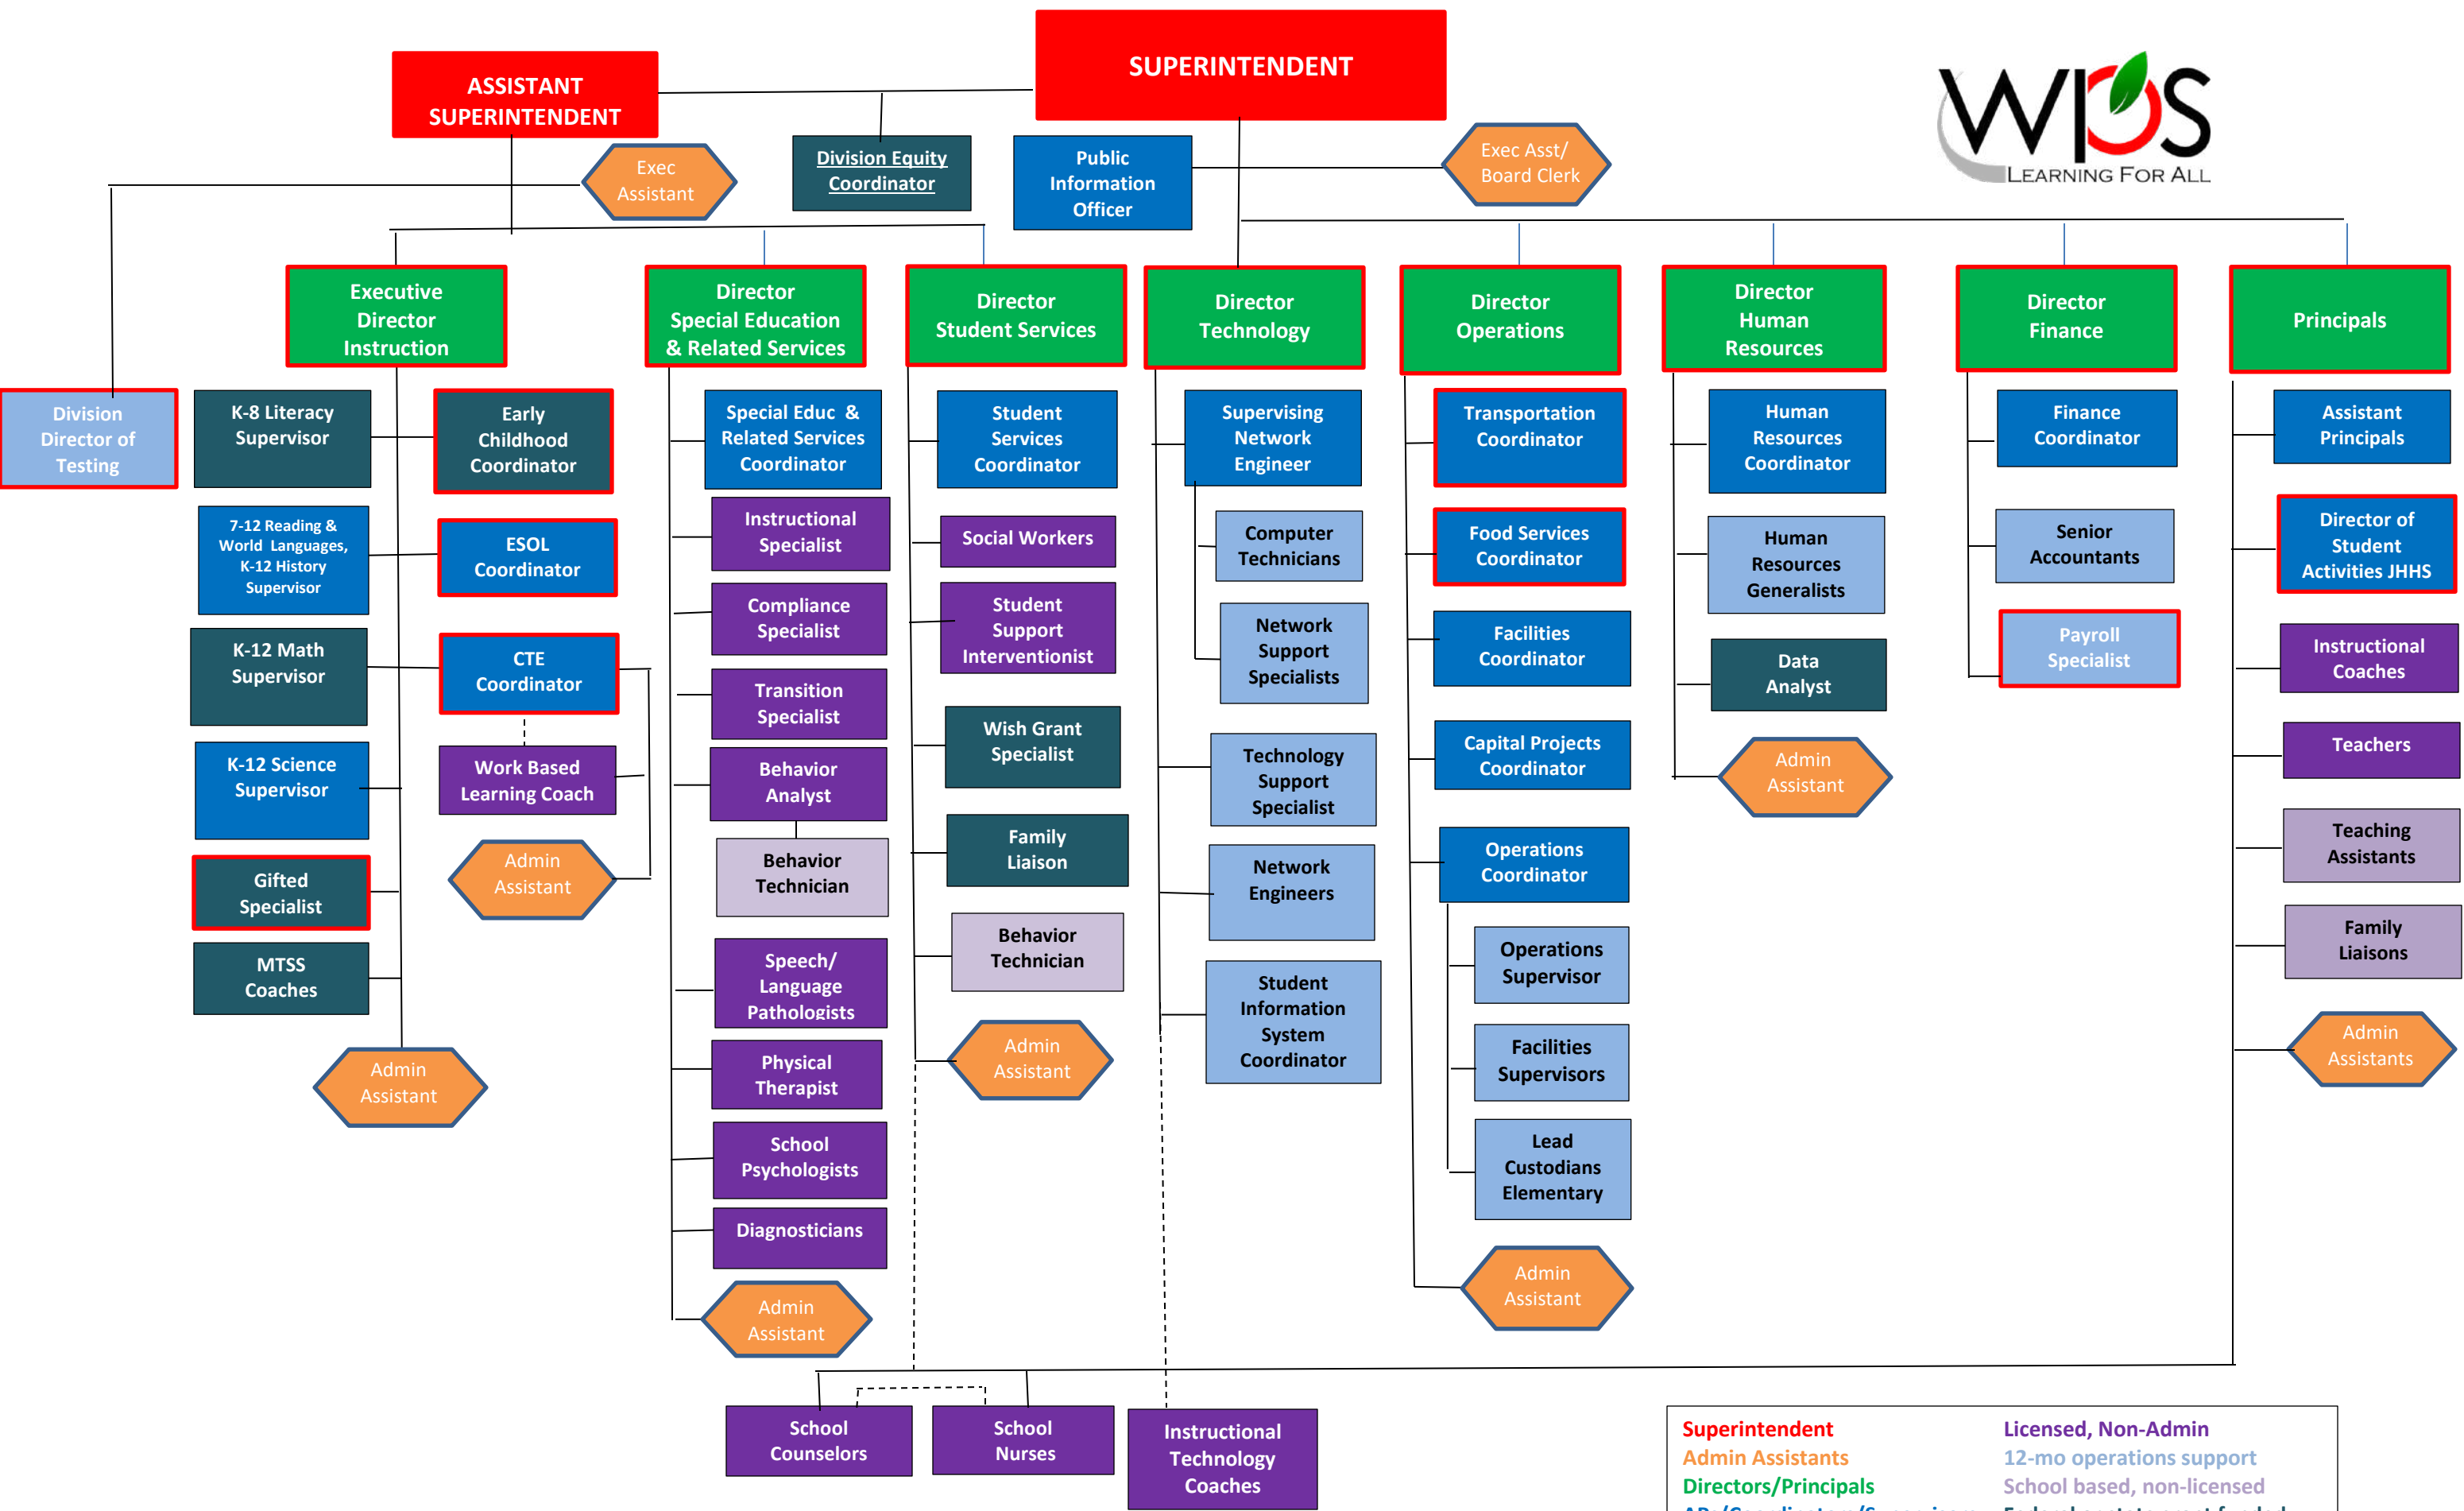 SUPERINTENDENT
ASSISTANT
SUPERINTENDENT
WPS
LEARNING FOR ALL
Exec
Assistant
Division Equity
Coordinator
Public
Information
Officer
Exec Asst/
Board Clerk
Executive
Director
Instruction
Director
Special Education
& Related Services
Director
Student Services
Director
Technology
Director
Operations
Director
Human
Resources
Director
Finance
Principals
Division
Director of
Testing
K-8 Literacy
Supervisor
Early
Childhood
Coordinator
7-12 Reading &
World Languages,
K-12 History
Supervisor
ESOL
Coordinator
K-12 Math
Supervisor
CTE
Coordinator
K-12 Science
Supervisor
Work Based
Learning Coach
Gifted
Specialist
Admin
Assistant
MTSS
Coaches
Admin
Assistant
Special Educ & 
Related Services
Coordinator
Instructional
Specialist
Compliance
Specialist
Transition
Specialist
Behavior
Analyst
Behavior
Technician
Speech/
Language
Pathologists
Physical
Therapist
School
Psychologists
Diagnosticians
Admin
Assistant
Student
Services
Coordinator
Social Workers
Student
Support
Interventionist
Wish Grant
Specialist
Family
Liaison
Behavior
Technician
Admin
Assistant
Supervising
Network
Engineer
Computer
Technicians
Network
Support
Specialists
Technology
Support
Specialist
Network
Engineers
Student
Information
System
Coordinator
Transportation
Coordinator
Food Services
Coordinator
Facilities
Coordinator
Capital Projects
Coordinator
Operations
Coordinator
Operations
Supervisor
Facilities
Supervisors
Lead
Custodians
Elementary
Admin
Assistant
Human
Resources
Coordinator
Human
Resources
Generalists
Data
Analyst
Admin
Assistant
Finance
Coordinator
Senior
Accountants
Payroll
Specialist
Assistant
Principals
Director of
Student
Activities JHHS
Instructional
Coaches
Teachers
Teaching
Assistants
Family
Liaisons
Admin
Assistants
School
Counselors
School
Nurses
Instructional
Technology
Coaches
Superintendent
Admin Assistants
Directors/Principals
APs/Coordinators/Supervisors
Licensed, Non-Admin
12-mo operations support
School based, non-licensed
Federal or state grant funded